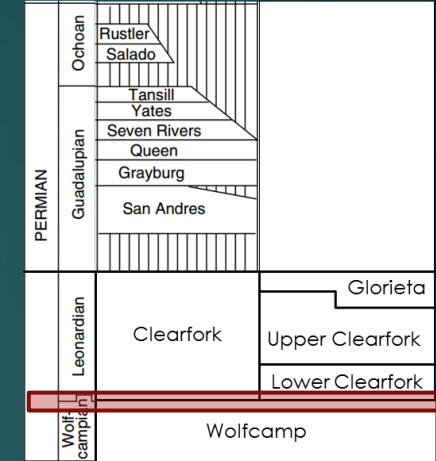 PERMIAN
Ochoan
Rustler
Salado
Guadalupian
Tansill
Yates
Seven Rivers
Queen
Grayburg
San Andres
Leonardian
Clearfork
Glorieta
Upper Clearfork
Lower Clearfork
Wolf-
campian
Wolfcamp